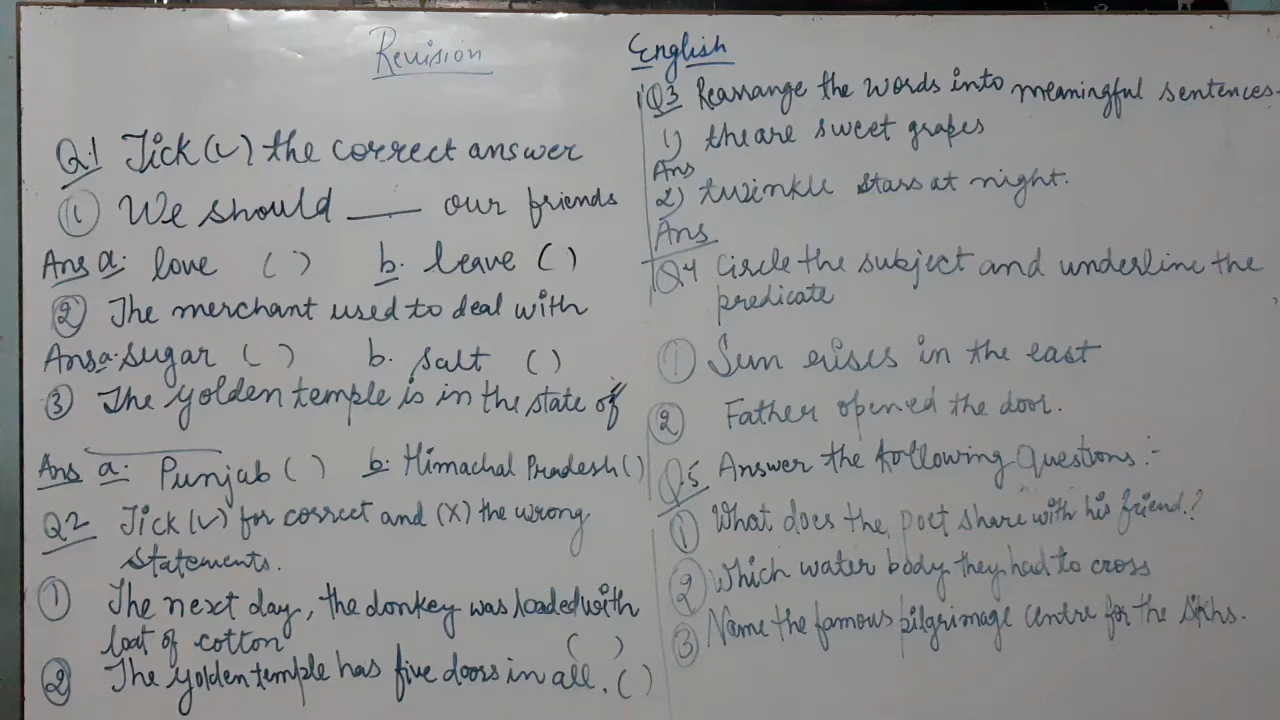 Revision
English
Q.1 Tick (✓) the correct answer
① We should ___ our friends
Ans a. love ( ) b. leave ( )
② The merchant used to deal with
Ans a. sugar ( ) b. salt ( )
③ The golden temple is in the state of
Ans a. Punjab ( ) b. Himachal Pradesh ( )
Q2 Tick (✓) for correct and (X) the wrong
statements.
① The next day, the donkey was loaded with
loat of cotton ( )
② The golden temple has five doors in all. ( )
Q3 Rearrange the words into meaningful sentences.
1) the are sweet grapes
Ans
2) twinkle stars at night.
Ans
Q4 Circle the subject and underline the
predicate
① Sun erises in the east
② Father opened the door.
Q.5 Answer the following Questions :-
① What does the poet share with his friend.?
② Which water body they had to cross
③ Name the famous pilgrimage centre for the sikhs.